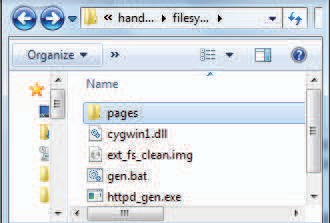 « hand... ▸ filesy... ▸
Organize ▾ »
Name
pages
cygwin1.dll
ext_fs_clean.img
gen.bat
httpd_gen.exe